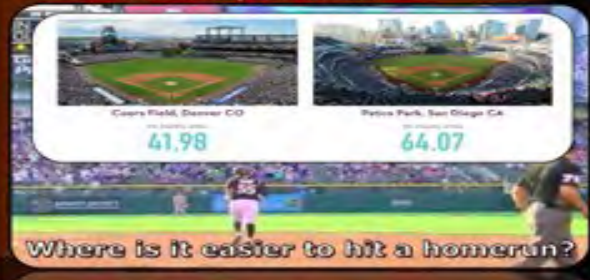 Coors Field, Denver CO
Petco Park, San Diego CA
41.98
64.07
Where is it easier to hit a homerun?